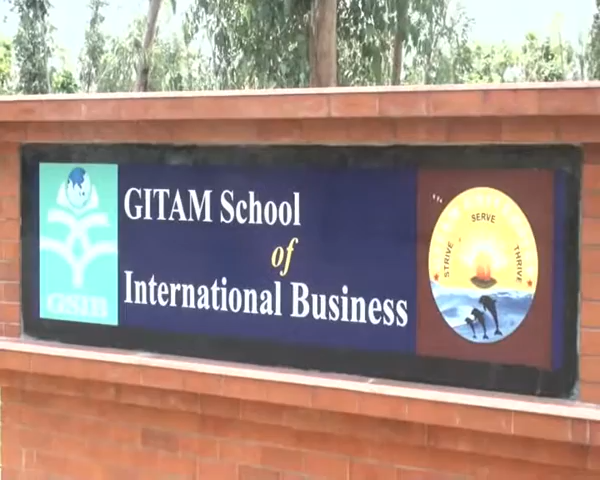 GITAM School
of
International Business
GSIB
STRIVE SERVE THRIVE